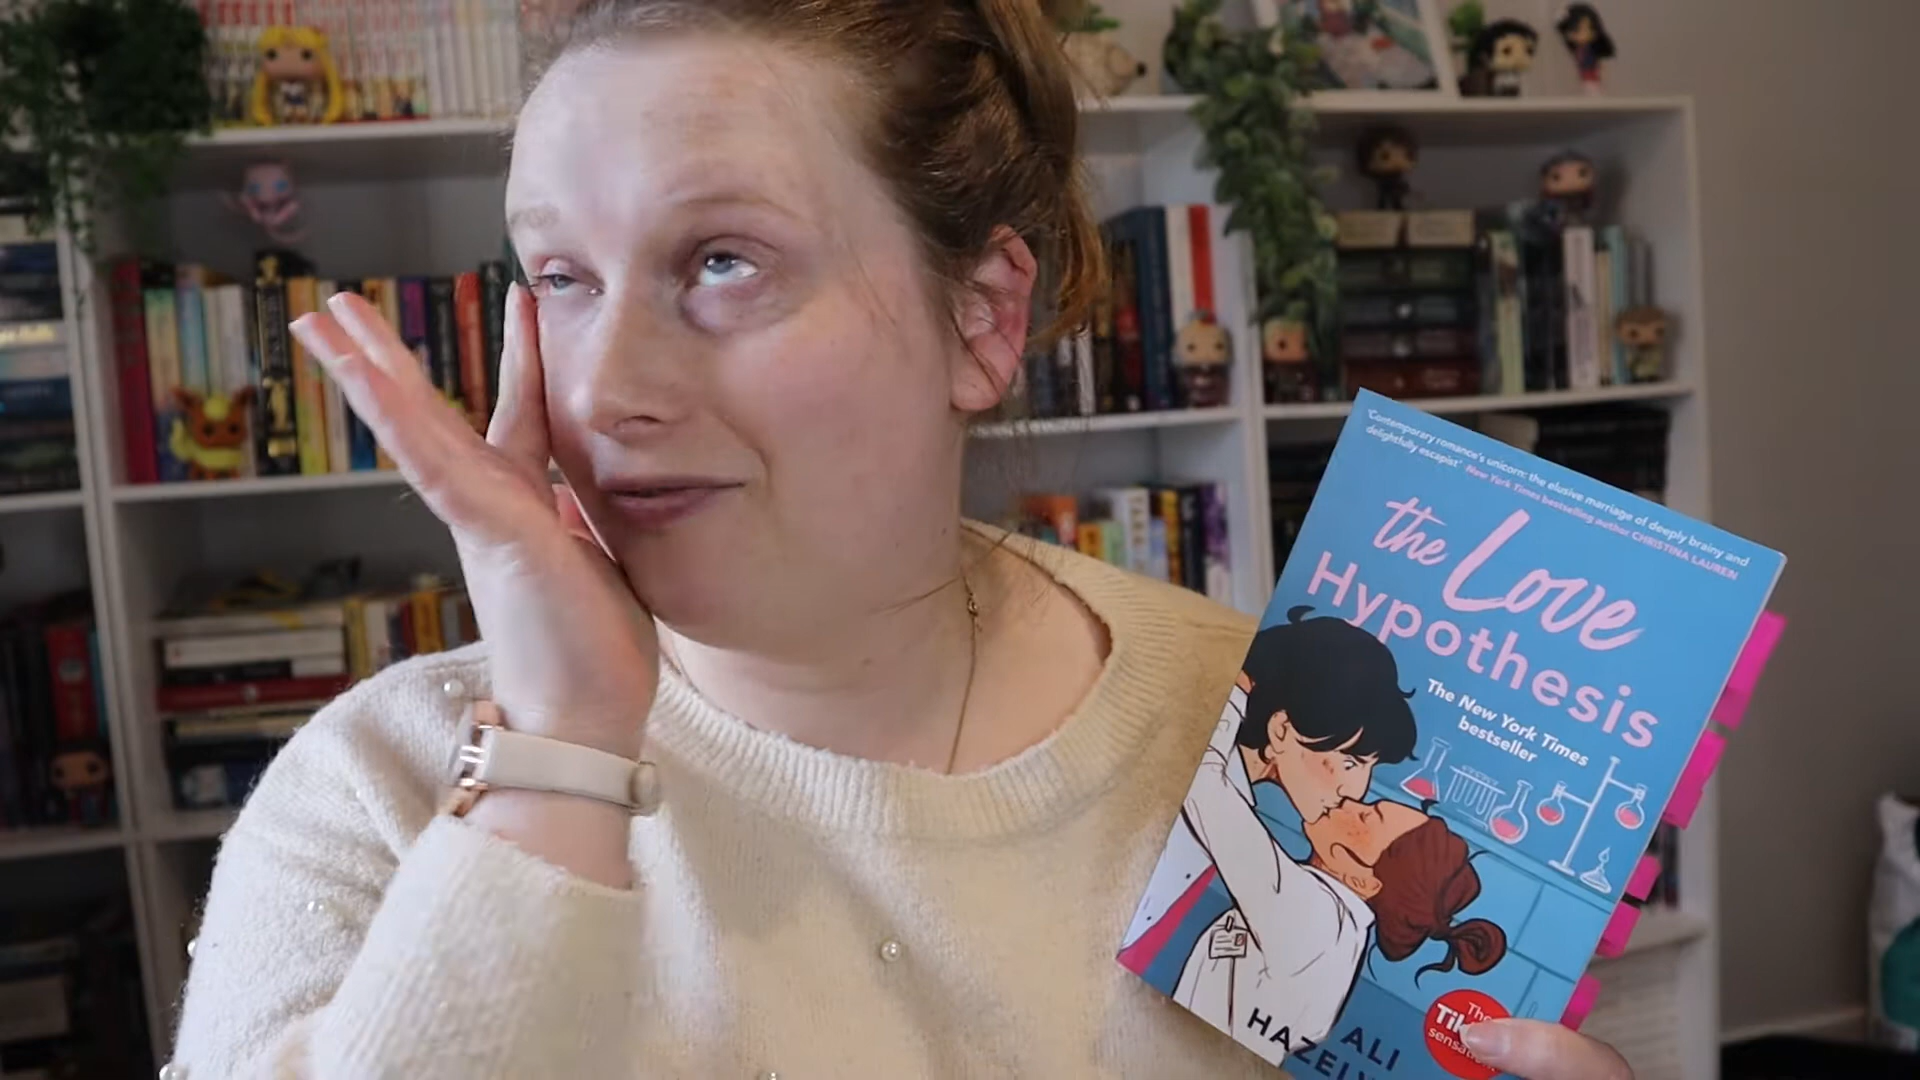 'Contemporary romance's unicorn: the elusive marriage of deeply brainy and
delightfully escapist' New York Times bestselling author CHRISTINA LAUREN
the Love
Hypothesis
The New York Times
bestseller
The
ALI